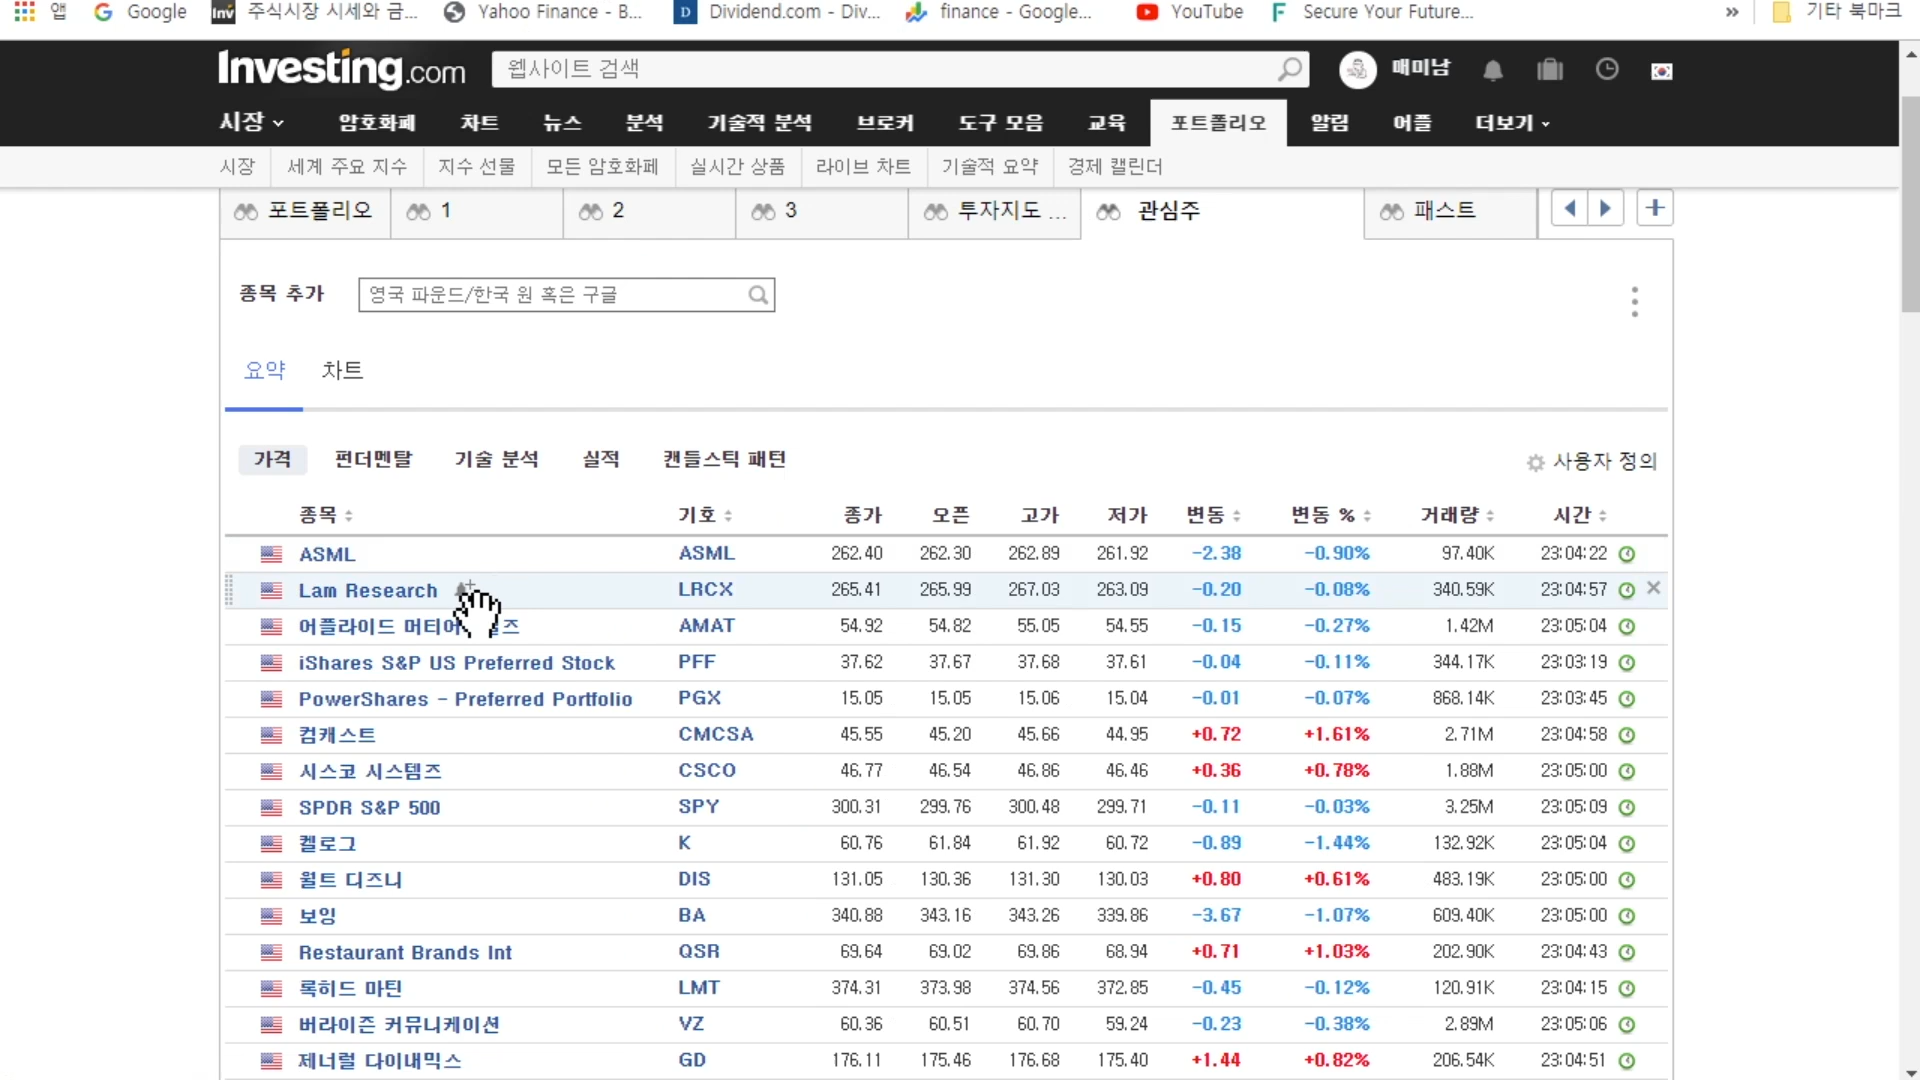 앱 Google 주식시장 시세와 금... Yahoo Finance - B... Dividend.com - Div... finance - Google... YouTube Secure Your Future... » 기타 북마크
Investing.com 웹사이트 검색 매미남
시장 암호화폐 차트 뉴스 분석 기술적 분석 브로커 도구 모음 교육 포트폴리오 알림 어플 더보기
시장 세계 주요 지수 지수 선물 모든 암호화폐 실시간 상품 라이브 차트 기술적 요약 경제 캘린더
포트폴리오 1 2 3 투자지도 ... 관심주 패스트
종목 추가 영국 파운드/한국 원 혹은 구글
요약 차트
가격 펀더멘탈 기술 분석 실적 캔들스틱 패턴 사용자 정의
종목 기호 종가 오픈 고가 저가 변동 변동 % 거래량 시간
ASML ASML 262.40 262.30 262.89 261.92 -2.38 -0.90% 97.40K 23:04:22
Lam Research LRCX 265.41 265.99 267.03 263.09 -0.20 -0.08% 340.59K 23:04:57
어플라이드 머티어 즈 AMAT 54.92 54.82 55.05 54.55 -0.15 -0.27% 1.42M 23:05:04
iShares S&P US Preferred Stock PFF 37.62 37.67 37.68 37.61 -0.04 -0.11% 344.17K 23:03:19
PowerShares - Preferred Portfolio PGX 15.05 15.05 15.06 15.04 -0.01 -0.07% 868.14K 23:03:45
컴캐스트 CMCSA 45.55 45.20 45.66 44.95 +0.72 +1.61% 2.71M 23:04:58
시스코 시스템즈 CSCO 46.77 46.54 46.86 46.46 +0.36 +0.78% 1.88M 23:05:00
SPDR S&P 500 SPY 300.31 299.76 300.48 299.71 -0.11 -0.03% 3.25M 23:05:09
켈로그 K 60.76 61.84 61.92 60.72 -0.89 -1.44% 132.92K 23:05:04
월트 디즈니 DIS 131.05 130.36 131.30 130.03 +0.80 +0.61% 483.19K 23:05:00
보잉 BA 340.88 343.16 343.26 339.86 -3.67 -1.07% 609.40K 23:05:00
Restaurant Brands Int QSR 69.64 69.02 69.86 68.94 +0.71 +1.03% 202.90K 23:04:43
록히드 마틴 LMT 374.31 373.98 374.56 372.85 -0.45 -0.12% 120.91K 23:04:15
버라이즌 커뮤니케이션 VZ 60.36 60.51 60.70 59.24 -0.23 -0.38% 2.89M 23:05:06
제너럴 다이내믹스 GD 176.11 175.46 176.68 175.40 +1.44 +0.82% 206.54K 23:04:51